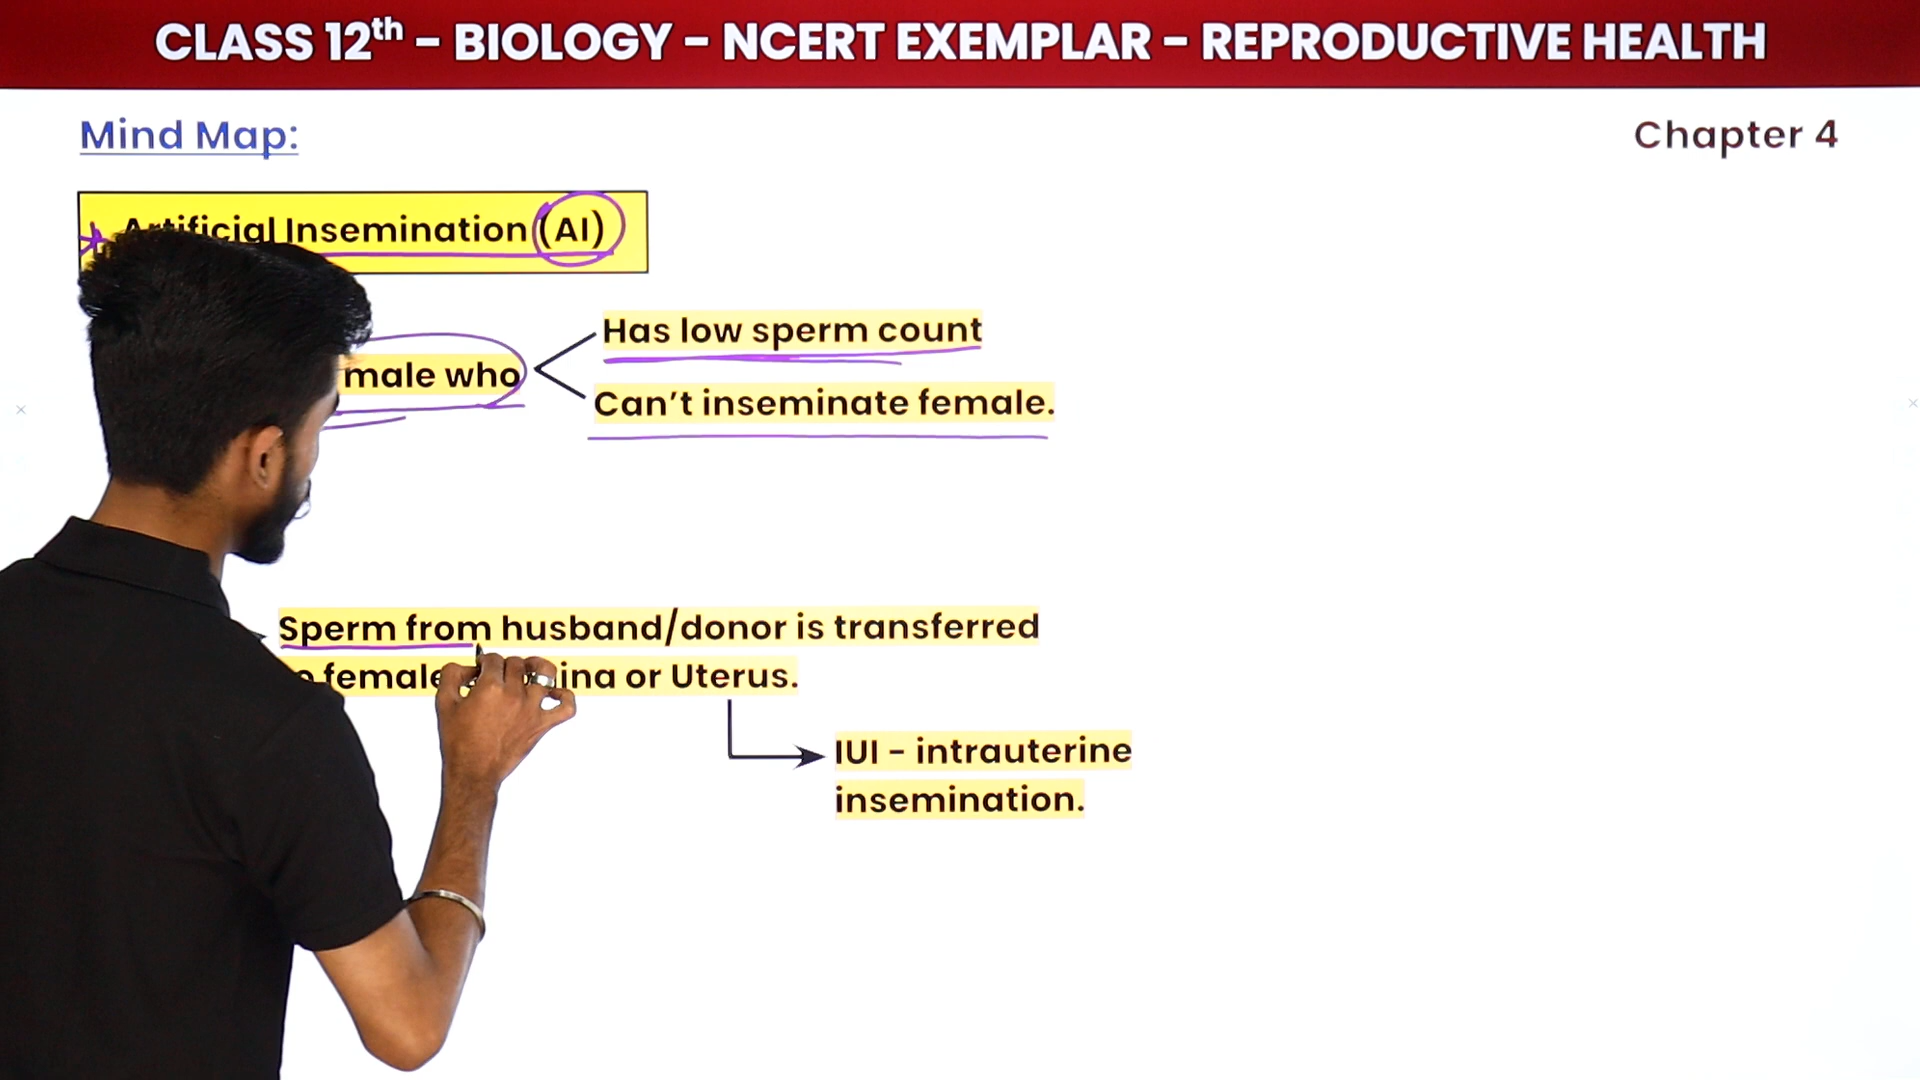 CLASS 12th – BIOLOGY – NCERT EXEMPLAR – REPRODUCTIVE HEALTH
Mind Map:
Chapter 4
Artificial Insemination (AI)
male who
Has low sperm count
Can't inseminate female.
Sperm from husband/donor is transferred
female or Uterus.
IUI – intrauterine
insemination.